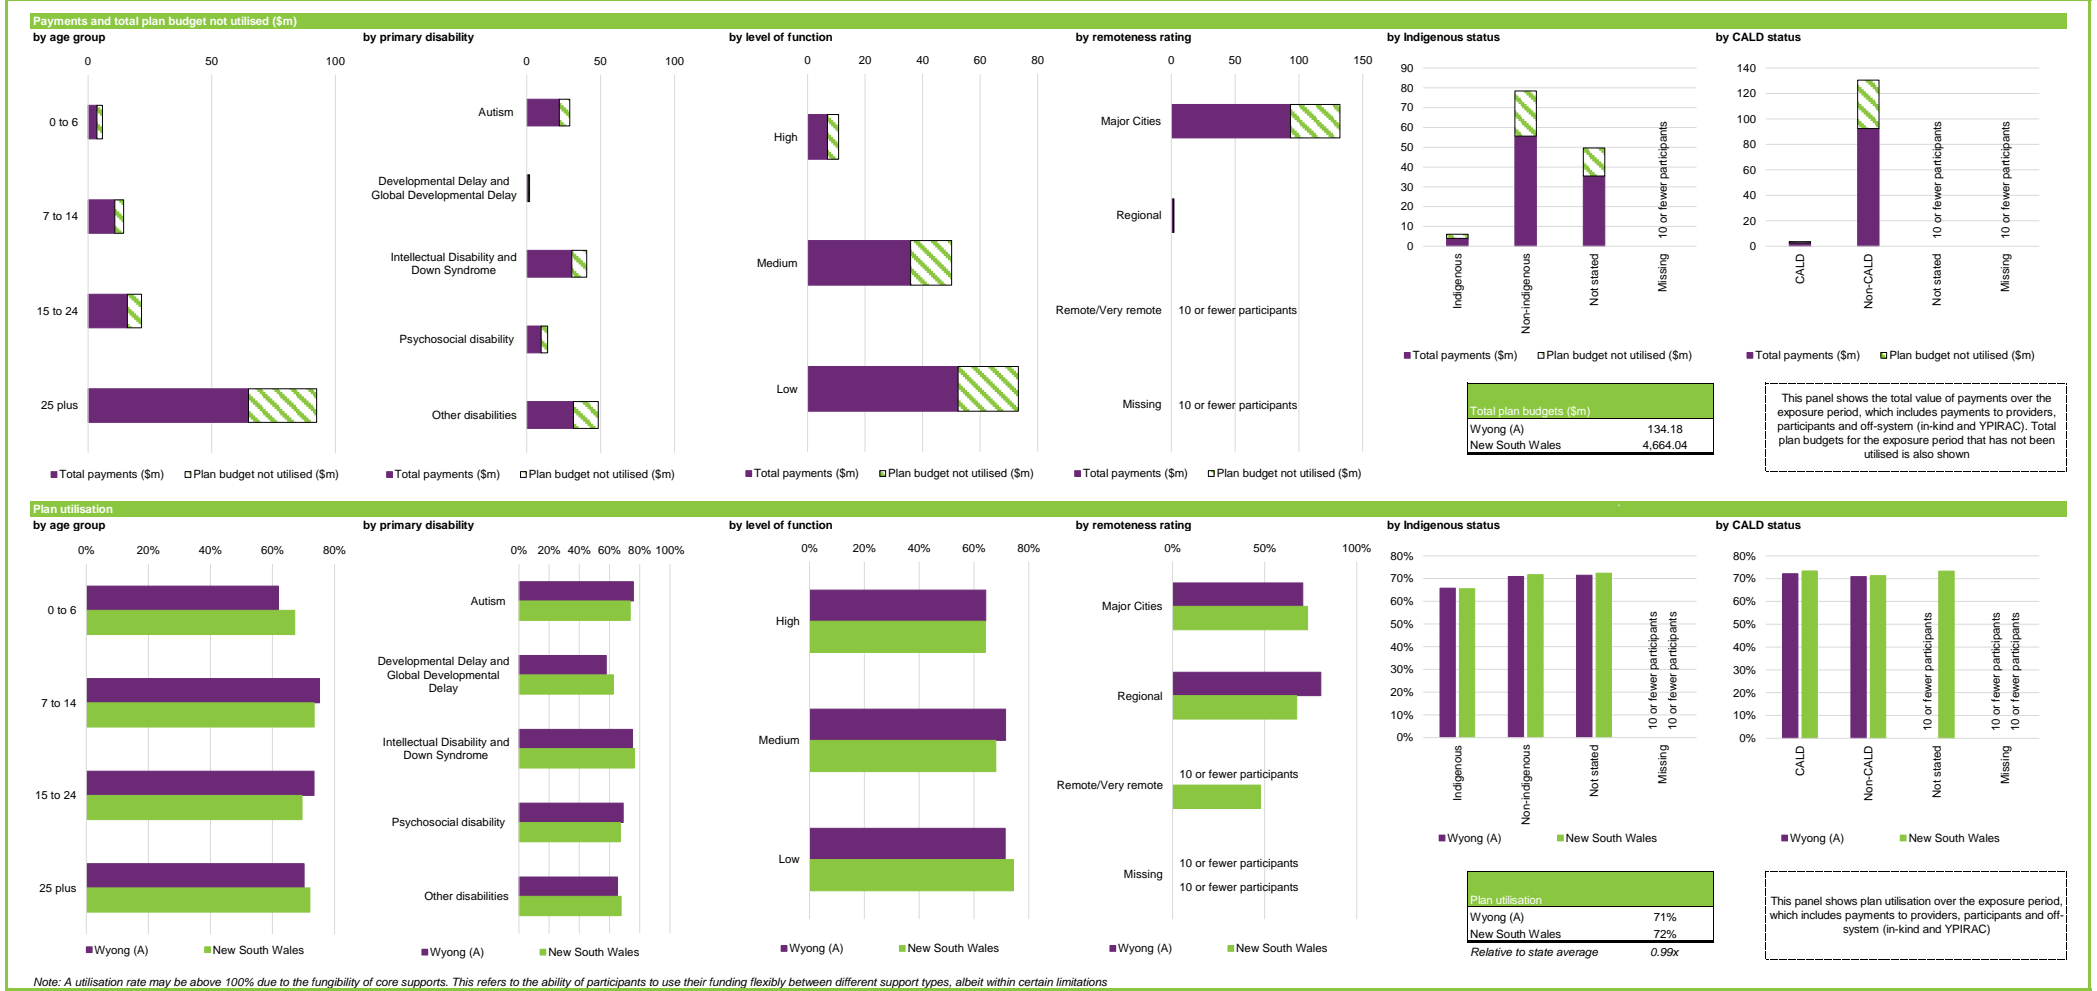 Payments and total plan budget not utilised ($m)
by age group
0 50 100
0 to 6
7 to 14
15 to 24
25 plus
Total payments ($m) Plan budget not utilised ($m)
by primary disability
0 50 100
Autism
Developmental Delay and
Global Developmental Delay
Intellectual Disability and
Down Syndrome
Psychosocial disability
Other disabilities
Total payments ($m) Plan budget not utilised ($m)
by level of function
0 20 40 60 80
High
Medium
Low
Total payments ($m) Plan budget not utilised ($m)
by remoteness rating
0 50 100 150
Major Cities
Regional
Remote/Very remote 10 or fewer participants
Missing 10 or fewer participants
Total payments ($m) Plan budget not utilised ($m)
by Indigenous status
90
80
70
60
50
40
30
20
10
0
10 or fewer participants
Indigenous
Non-indigenous
Not stated
Missing
Total payments ($m) Plan budget not utilised ($m)
Total plan budgets ($m)
Wyong (A) 134.18
New South Wales 4,664.04
by CALD status
140
120
100
80
60
40
20
0
10 or fewer participants
10 or fewer participants
CALD
Non-CALD
Not stated
Missing
Total payments ($m) Plan budget not utilised ($m)
This panel shows the total value of payments over the
exposure period, which includes payments to providers,
participants and off-system (in-kind and YPIRAC). Total
plan budgets for the exposure period that has not been
utilised is also shown
Plan utilisation
by age group
0% 20% 40% 60% 80%
0 to 6
7 to 14
15 to 24
25 plus
Wyong (A) New South Wales
by primary disability
0% 20% 40% 60% 80% 100%
Autism
Developmental Delay and
Global Developmental
Delay
Intellectual Disability and
Down Syndrome
Psychosocial disability
Other disabilities
Wyong (A) New South Wales
by level of function
0% 20% 40% 60% 80%
High
Medium
Low
Wyong (A) New South Wales
by remoteness rating
0% 50% 100%
Major Cities
Regional
10 or fewer participants
Remote/Very remote
10 or fewer participants
Missing
10 or fewer participants
Wyong (A) New South Wales
by Indigenous status
80%
70%
60%
50%
40%
30%
20%
10%
0%
10 or fewer participants
10 or fewer participants
Indigenous
Non-indigenous
Not stated
Missing
Wyong (A) New South Wales
Plan utilisation
Wyong (A) 71%
New South Wales 72%
Relative to state average 0.99x
by CALD status
80%
70%
60%
50%
40%
30%
20%
10%
0%
10 or fewer participants
10 or fewer participants
10 or fewer participants
CALD
Non-CALD
Not stated
Missing
Wyong (A) New South Wales
This panel shows plan utilisation over the exposure period,
which includes payments to providers, participants and off-
system (in-kind and YPIRAC)
Note: A utilisation rate may be above 100% due to the fungibility of core supports. This refers to the ability of participants to use their funding flexibly between different support types, albeit within certain limitations